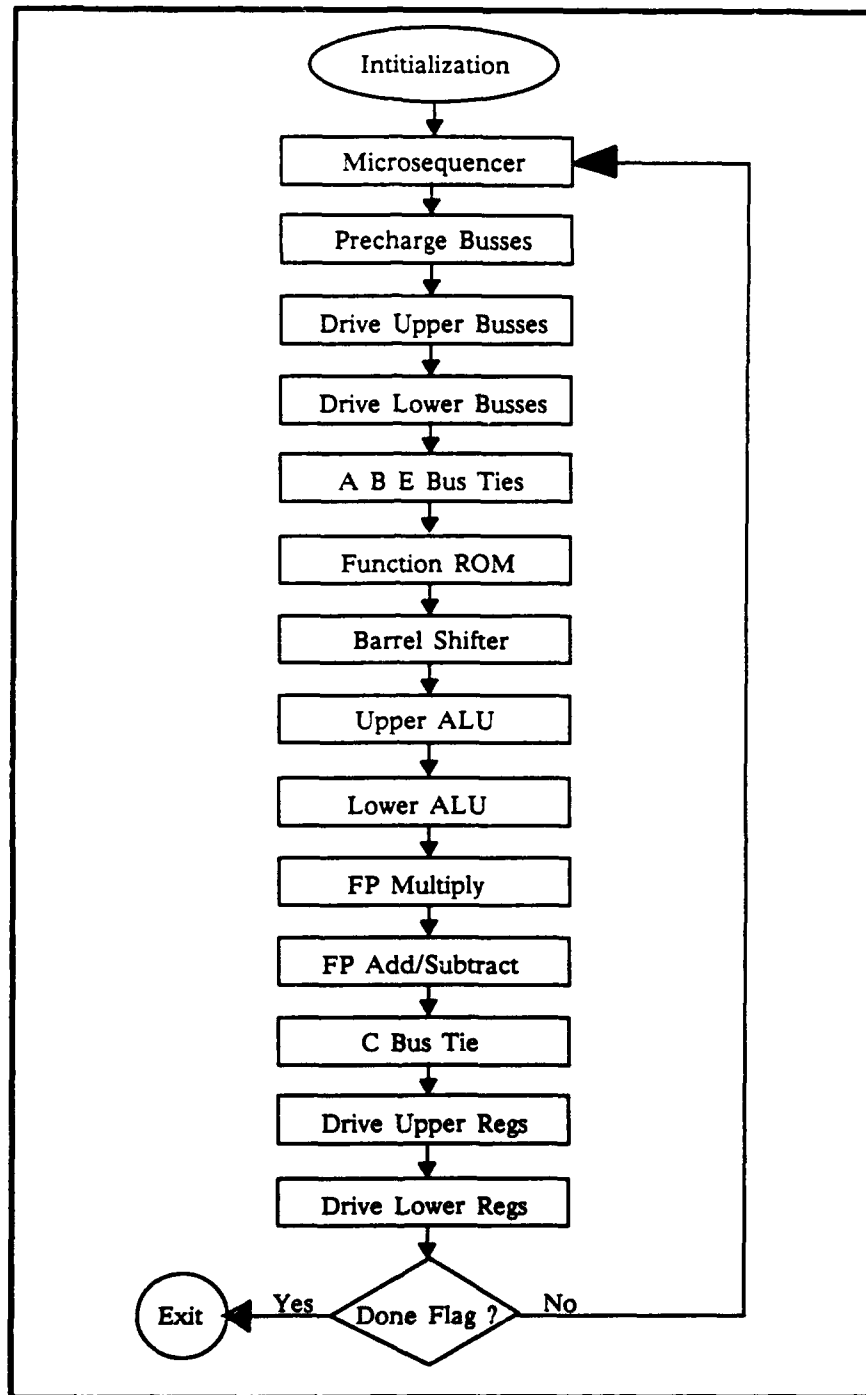 Intitialization
Microsequencer
Precharge Busses
Drive Upper Busses
Drive Lower Busses
A B E Bus Ties
Function ROM
Barrel Shifter
Upper ALU
Lower ALU
FP Multiply
FP Add/Subtract
C Bus Tie
Drive Upper Regs
Drive Lower Regs
Exit Yes Done Flag ? No